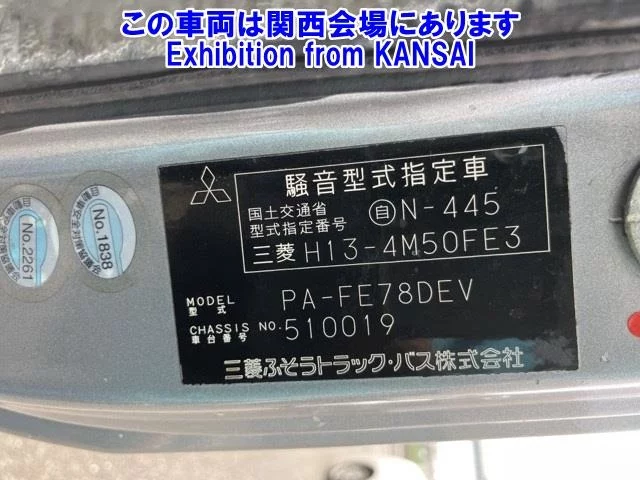 この車両は関西会場にあります
Exhibition from KANSAI
騒音型式指定車
国土交通省
型式指定番号
自N-445
三菱 H13-4M50FE3
MODEL
型式
PA-FE78DEV
CHASSIS NO.
車台番号
510019
三菱ふそうトラック・バス株式会社
No.2261
No.1838